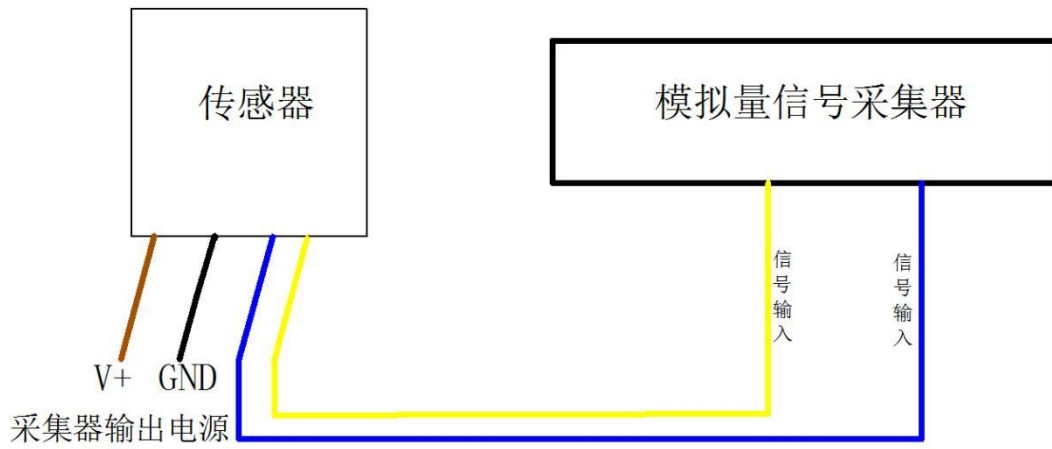 传感器
模拟量信号采集器
信号输入
信号输入
V+ GND
采集器输出电源